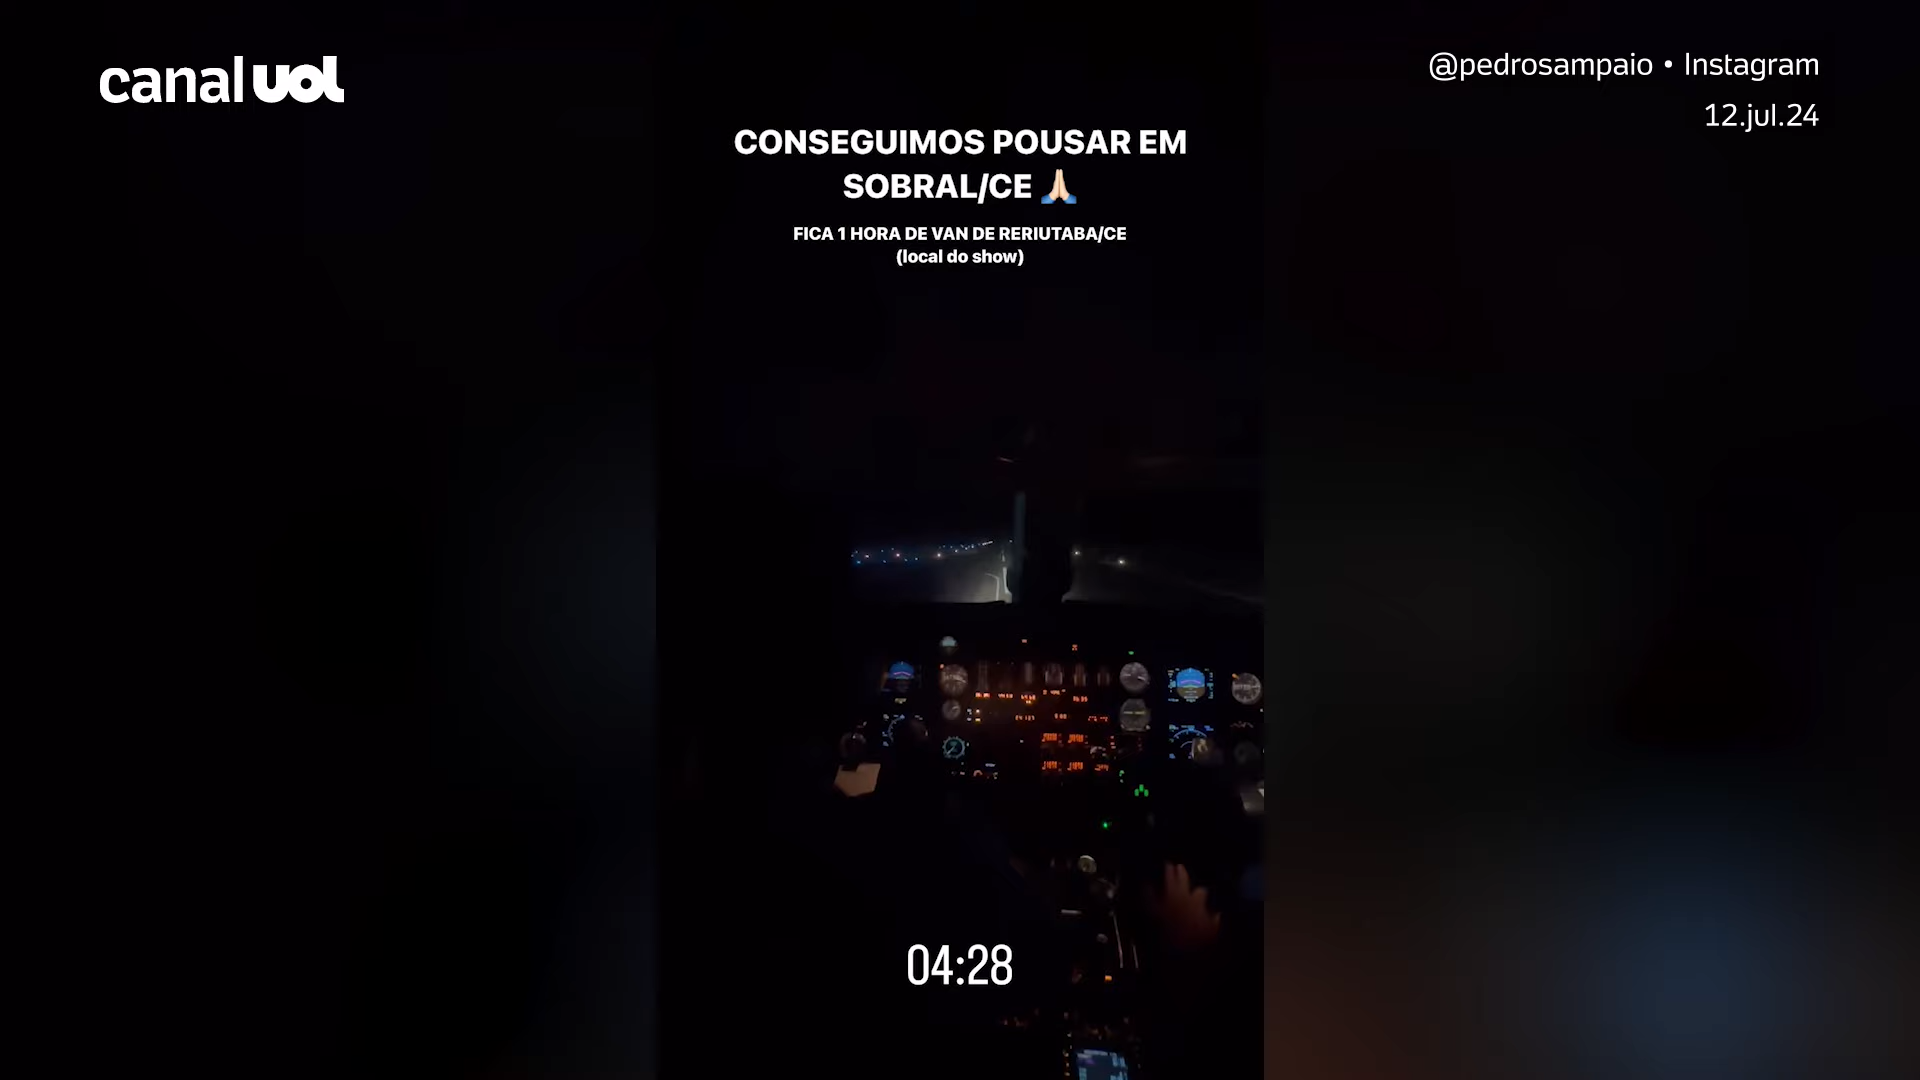 canal UOL
@pedrosampaio • Instagram
12.jul.24
CONSEGUIMOS POUSAR EM
SOBRAL/CE 🙏🏻
FICA 1 HORA DE VAN DE RERIUTABA/CE
(local do show)
04:28